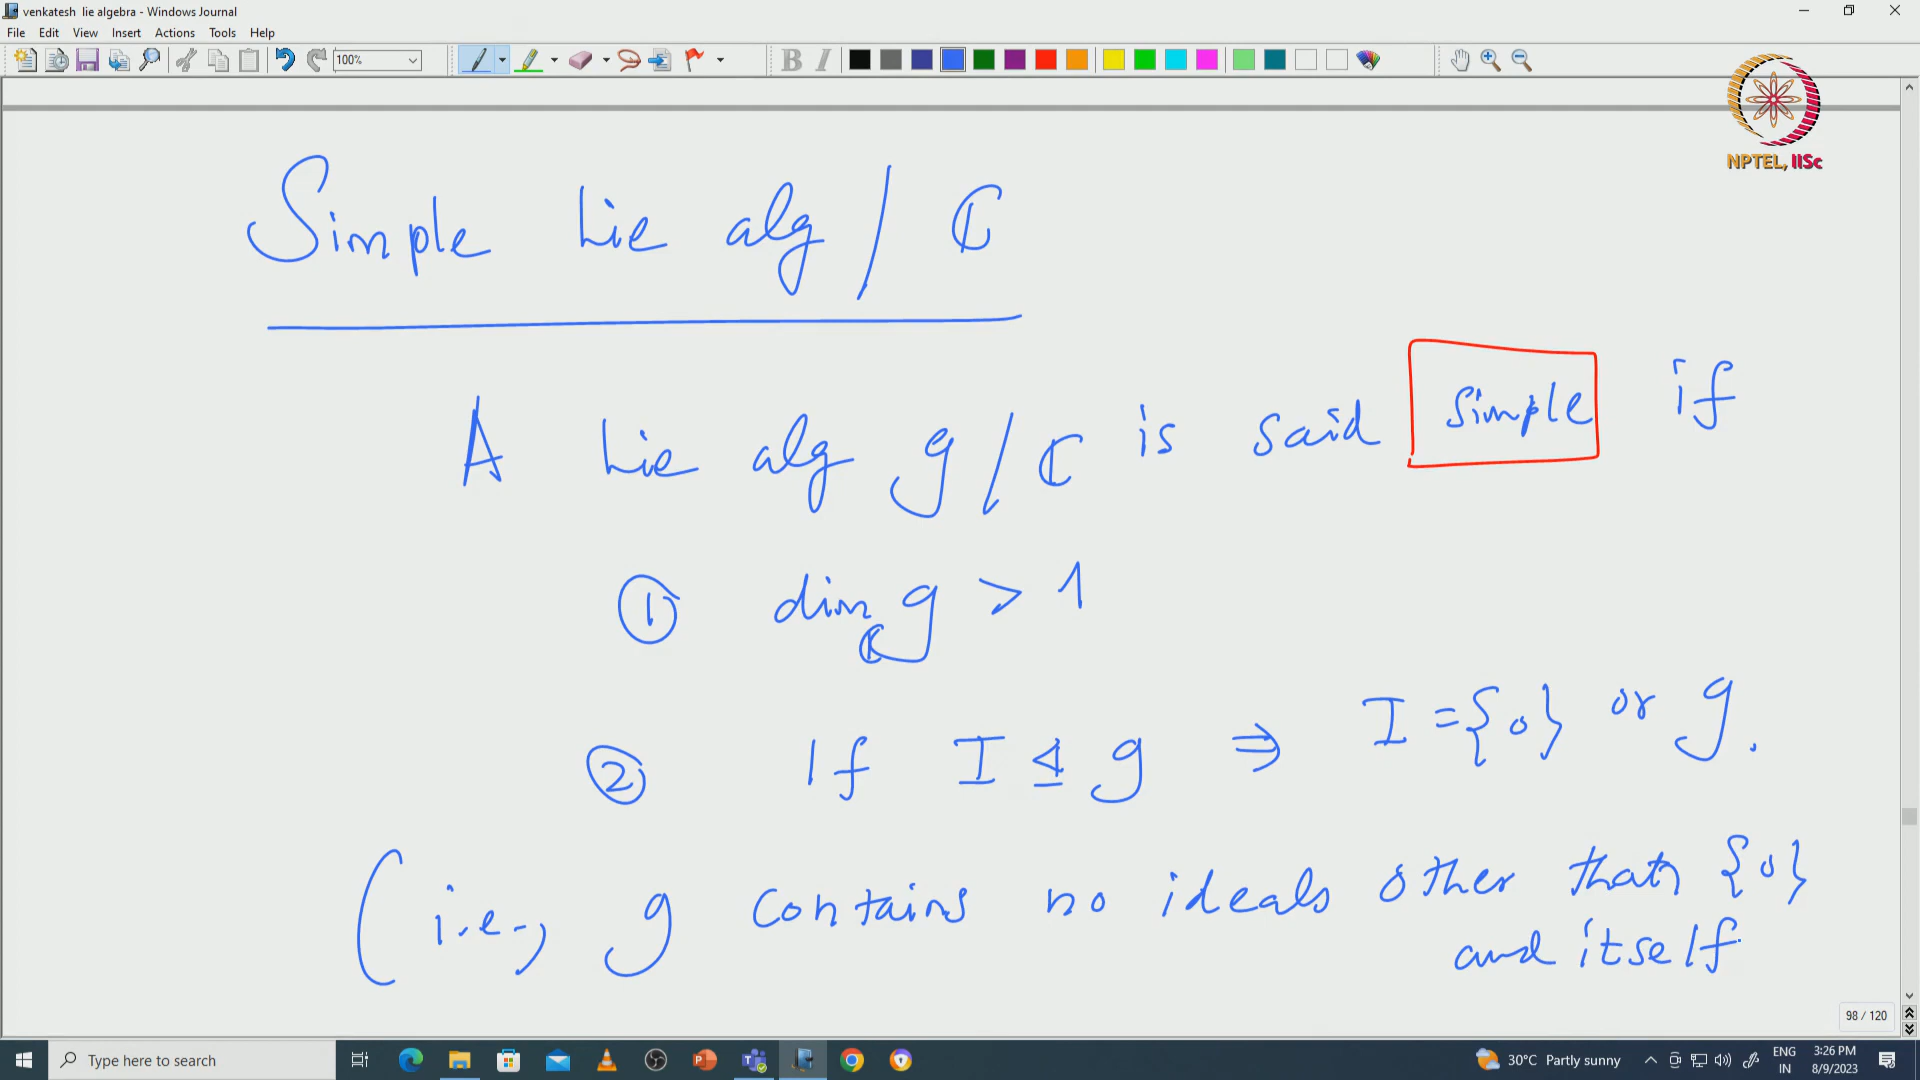 venkatesh lie algebra - Windows Journal
File Edit View Insert Actions Tools Help
100%
B I
NPTEL, IISc
Simple Lie alg / ℂ
A Lie alg g / ℂ is said simple if
① dim_ℂ g > 1
② If I ⊴ g ⇒ I = {0} or g.
(i.e., g contains no ideals other than {0}
and itself
98 / 120
Type here to search
30°C Partly sunny
ENG
IN
3:26 PM
8/9/2023